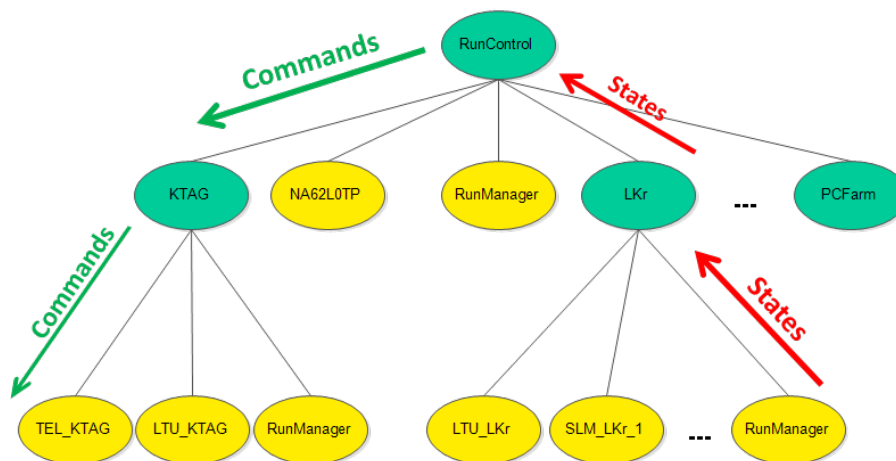 RunControl
Commands
States
KTAG
NA62L0TP
RunManager
LKr
...
PCFarm
Commands
States
TEL_KTAG
LTU_KTAG
RunManager
LTU_LKr
SLM_LKr_1
...
RunManager